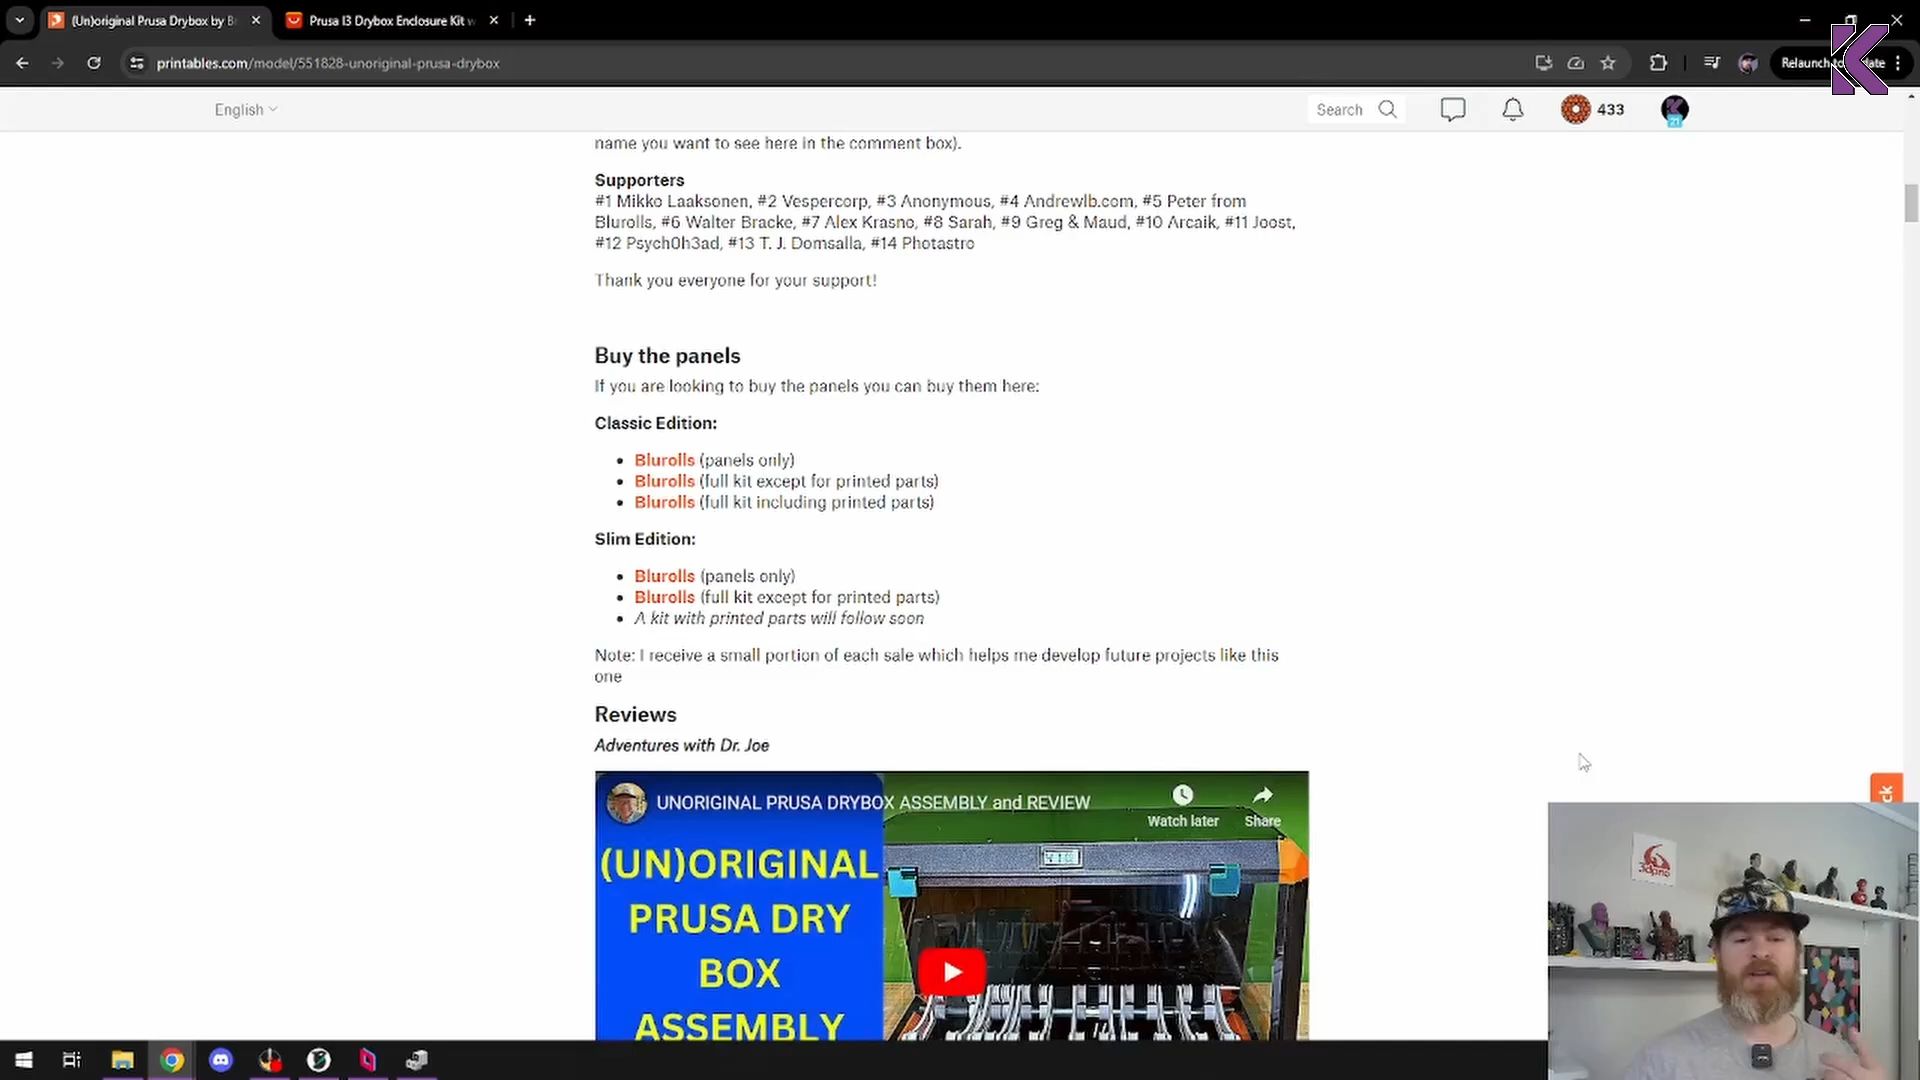 (Un)original Prusa Drybox by B
Prusa I3 Drybox Enclosure Kit w
printables.com/model/551828-unoriginal-prusa-drybox
Relaunch to
date
K
English
Search
433
21
name you want to see here in the comment box).
Supporters
#1 Mikko Laaksonen, #2 Vespercorp, #3 Anonymous, #4 Andrewlb.com, #5 Peter from
Blurolls, #6 Walter Bracke, #7 Alex Krasno, #8 Sarah, #9 Greg & Maud, #10 Arcaik, #11 Joost,
#12 Psych0h3ad, #13 T. J. Domsalla, #14 Photastro
Thank you everyone for your support!
Buy the panels
If you are looking to buy the panels you can buy them here:
Classic Edition:
Blurolls (panels only)
Blurolls (full kit except for printed parts)
Blurolls (full kit including printed parts)
Slim Edition:
Blurolls (panels only)
Blurolls (full kit except for printed parts)
A kit with printed parts will follow soon
Note: I receive a small portion of each sale which helps me develop future projects like this
one
Reviews
Adventures with Dr. Joe
UNORIGINAL PRUSA DRYBOX ASSEMBLY and REVIEW
Watch later
Share
(UN)ORIGINAL
PRUSA DRY
BOX
ASSEMBLY
ck